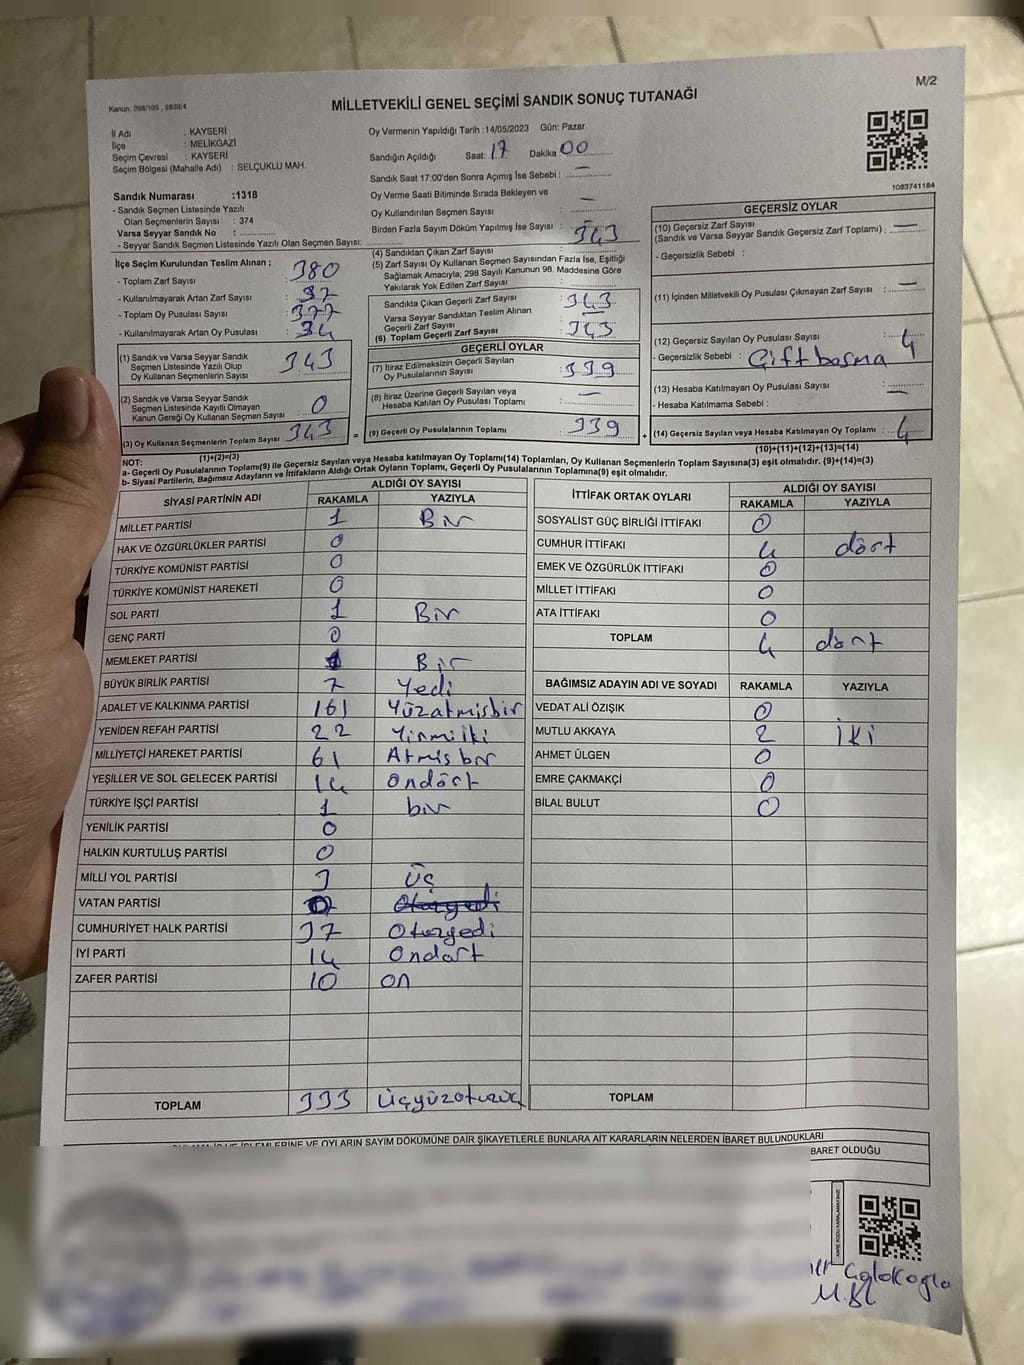 M/2
Kanun, 298/105 , 2839/4
MİLLETVEKİLİ GENEL SEÇİMİ SANDIK SONUÇ TUTANAĞI
İl Adı : KAYSERİ
İlçe : MELİKGAZİ
Seçim Çevresi : KAYSERİ
Seçim Bölgesi (Mahalle Adı) : SELÇUKLU MAH.
Sandık Numarası :1318
- Sandık Seçmen Listesinde Yazılı
Olan Seçmenlerin Sayısı : 374
Varsa Seyyar Sandık No :
- Seyyar Sandık Seçmen Listesinde Yazılı Olan Seçmen Sayısı:
Oy Vermenin Yapıldığı Tarih :14/05/2023 Gün: Pazar
Sandığın Açıldığı Saat: 17 Dakika 00
Sandık Saat 17:00'den Sonra Açımış İse Sebebi : —
Oy Verme Saati Bitiminde Sırada Bekleyen ve
Oy Kullandırılan Seçmen Sayısı : —
Birden Fazla Sayım Döküm Yapılmış İse Sayısı :
1083741184
İlçe Seçim Kurulundan Teslim Alınan ;
- Toplam Zarf Sayısı : 380
- Kullanılmayarak Artan Zarf Sayısı : 37
- Toplam Oy Pusulası Sayısı : 377
- Kullanılmayarak Artan Oy Pusulası : 34
(1) Sandık ve Varsa Seyyar Sandık
Seçmen Listesinde Yazılı Olup
Oy Kullanan Seçmenlerin Sayısı : 343
(2) Sandık ve Varsa Seyyar Sandık
Seçmen Listesinde Kayıtlı Olmayan
Kanun Gereği Oy Kullanan Seçmen Sayısı : 0
(3) Oy Kullanan Seçmenlerin Toplam Sayısı : 343
(1)+(2)=(3)
(4) Sandıktan Çıkan Zarf Sayısı : 343
(5) Zarf Sayısı Oy Kullanan Seçmen Sayısından Fazla İse, Eşitliği
Sağlamak Amacıyla; 298 Sayılı Kanunun 98. Maddesine Göre
Yakılarak Yok Edilen Zarf Sayısı :
Sandıkta Çıkan Geçerli Zarf Sayısı : 343
Varsa Seyyar Sandıktan Teslim Alınan
Geçerli Zarf Sayısı : —
(6) Toplam Geçerli Zarf Sayısı : 343
GEÇERLİ OYLAR
(7) İtiraz Edilmeksizin Geçerli Sayılan
Oy Pusulalarının Sayısı : 339
(8) İtiraz Üzerine Geçerli Sayılan veya
Hesaba Katılan Oy Pusulası Toplamı : —
= (9) Geçerli Oy Pusulalarının Toplamı : 339
GEÇERSİZ OYLAR
(10) Geçersiz Zarf Sayısı
(Sandık ve Varsa Seyyar Sandık Geçersiz Zarf Toplamı) : —
- Geçersizlik Sebebi :
(11) İçinden Milletvekili Oy Pusulası Çıkmayan Zarf Sayısı : —
(12) Geçersiz Sayılan Oy Pusulası Sayısı : 4
- Geçersizlik Sebebi : Çift basma
(13) Hesaba Katılmayan Oy Pusulası Sayısı : —
- Hesaba Katılmama Sebebi :
+ (14) Geçersiz Sayılan veya Hesaba Katılmayan Oy Toplamı : 4
(10)+(11)+(12)+(13)=(14)
NOT:
a- Geçerli Oy Pusulalarının Toplamı(9) ile Geçersiz Sayılan veya Hesaba katılmayan Oy Toplamı(14) Toplamları, Oy Kullanan Seçmenlerin Toplam Sayısına(3) eşit olmalıdır. (9)+(14)=(3)
b- Siyasi Partilerin, Bağımsız Adayların ve İttifakların Aldığı Ortak Oyların Toplamı, Geçerli Oy Pusulalarının Toplamına(9) eşit olmalıdır.
SİYASİ PARTİNİN ADI ALDIĞI OY SAYISI
RAKAMLA YAZIYLA
MİLLET PARTİSİ 1 Bir
HAK VE ÖZGÜRLÜKLER PARTİSİ 0
TÜRKİYE KOMÜNİST PARTİSİ 0
TÜRKİYE KOMÜNİST HAREKETİ 0
SOL PARTİ 1 Bir
GENÇ PARTİ 0
MEMLEKET PARTİSİ 1 Bir
BÜYÜK BİRLİK PARTİSİ 7 Yedi
ADALET VE KALKINMA PARTİSİ 161 Yüzatmışbir
YENİDEN REFAH PARTİSİ 22 Yirmiiki
MİLLİYETÇİ HAREKET PARTİSİ 61 Atmışbir
YEŞİLLER VE SOL GELECEK PARTİSİ 14 Ondört
TÜRKİYE İŞÇİ PARTİSİ 1 bir
YENİLİK PARTİSİ 0
HALKIN KURTULUŞ PARTİSİ 0
MİLLİ YOL PARTİSİ 3 Üç
VATAN PARTİSİ 0 Otuzyedi
CUMHURİYET HALK PARTİSİ 37 Otuzyedi
İYİ PARTİ 14 Ondört
ZAFER PARTİSİ 10 on
TOPLAM 333 Üçyüzotuzüç
İTTİFAK ORTAK OYLARI ALDIĞI OY SAYISI
RAKAMLA YAZIYLA
SOSYALİST GÜÇ BİRLİĞİ İTTİFAKI 0
CUMHUR İTTİFAKI 4 dört
EMEK VE ÖZGÜRLÜK İTTİFAKI 0
MİLLET İTTİFAKI 0
ATA İTTİFAKI 0
TOPLAM 4 dört
BAĞIMSIZ ADAYIN ADI VE SOYADI RAKAMLA YAZIYLA
VEDAT ALİ ÖZIŞIK 0
MUTLU AKKAYA 2 İKİ
AHMET ÜLGEN 0
EMRE ÇAKMAKÇİ 0
BİLAL BULUT 0
TOPLAM
VE OYLARIN SAYIM DÖKÜMÜNE DAİR ŞİKAYETLERLE BUNLARA AİT KARARLARIN NELERDEN İBARET BULUNDUKLARI
BARET OLDUĞU